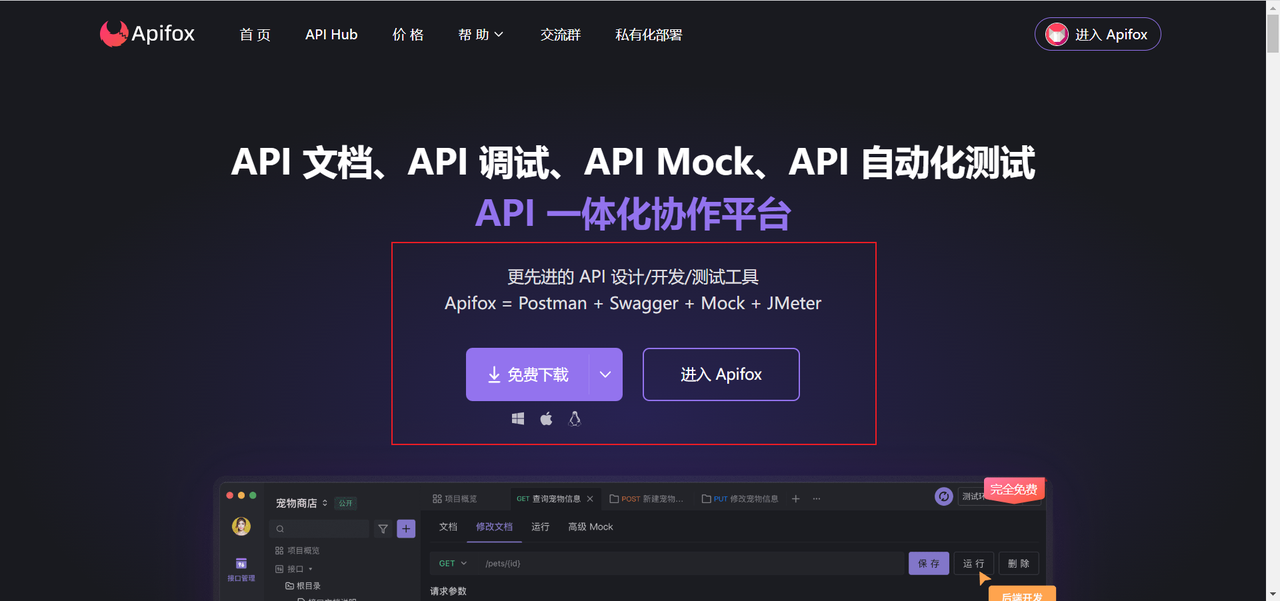 Apifox
首 页
API Hub
价 格
帮 助
交流群
私有化部署
进入 Apifox
API 文档、API 调试、API Mock、API 自动化测试
API 一体化协作平台
更先进的 API 设计/开发/测试工具
Apifox = Postman + Swagger + Mock + JMeter
免费下载
进入 Apifox
完全免费
宠物商店
公开
项目概览
GET 查询宠物信息
POST 新建宠物...
PUT 修改宠物信息
文档
修改文档
运行
高级 Mock
项目概览
GET
/pets/{id}
保 存
运 行
删 除
接口管理
接口
根目录
请求参数
后端开发